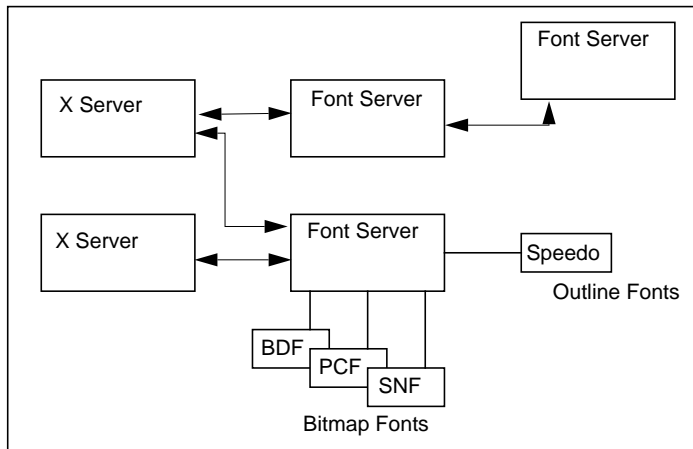 Font Server
X Server
Font Server
X Server
Font Server
Speedo
Outline Fonts
BDF
PCF
SNF
Bitmap Fonts